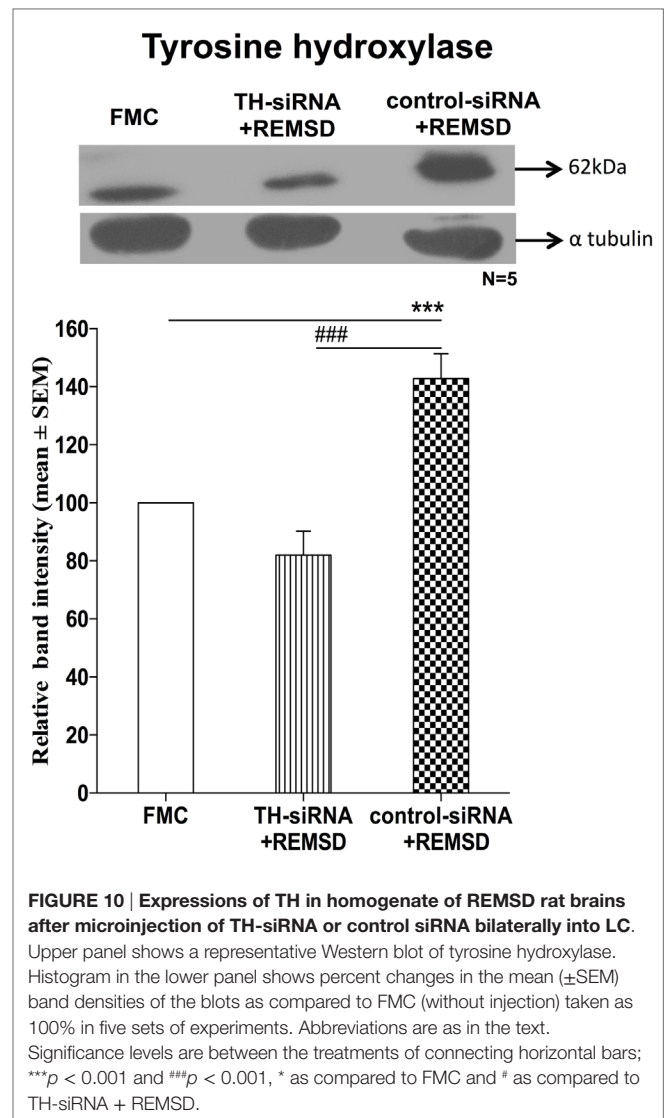 Tyrosine hydroxylase
FMC
TH-siRNA
+REMSD
control-siRNA
+REMSD
62kDa
α tubulin
N=5
***
###
Relative band intensity (mean ± SEM)
160
140
120
100
80
60
40
20
0
FMC
TH-siRNA
+REMSD
control-siRNA
+REMSD
FIGURE 10 | Expressions of TH in homogenate of REMSD rat brains
after microinjection of TH-siRNA or control siRNA bilaterally into LC.
Upper panel shows a representative Western blot of tyrosine hydroxylase.
Histogram in the lower panel shows percent changes in the mean (±SEM)
band densities of the blots as compared to FMC (without injection) taken as
100% in five sets of experiments. Abbreviations are as in the text.
Significance levels are between the treatments of connecting horizontal bars;
***p < 0.001 and ###p < 0.001, * as compared to FMC and # as compared to
TH-siRNA + REMSD.